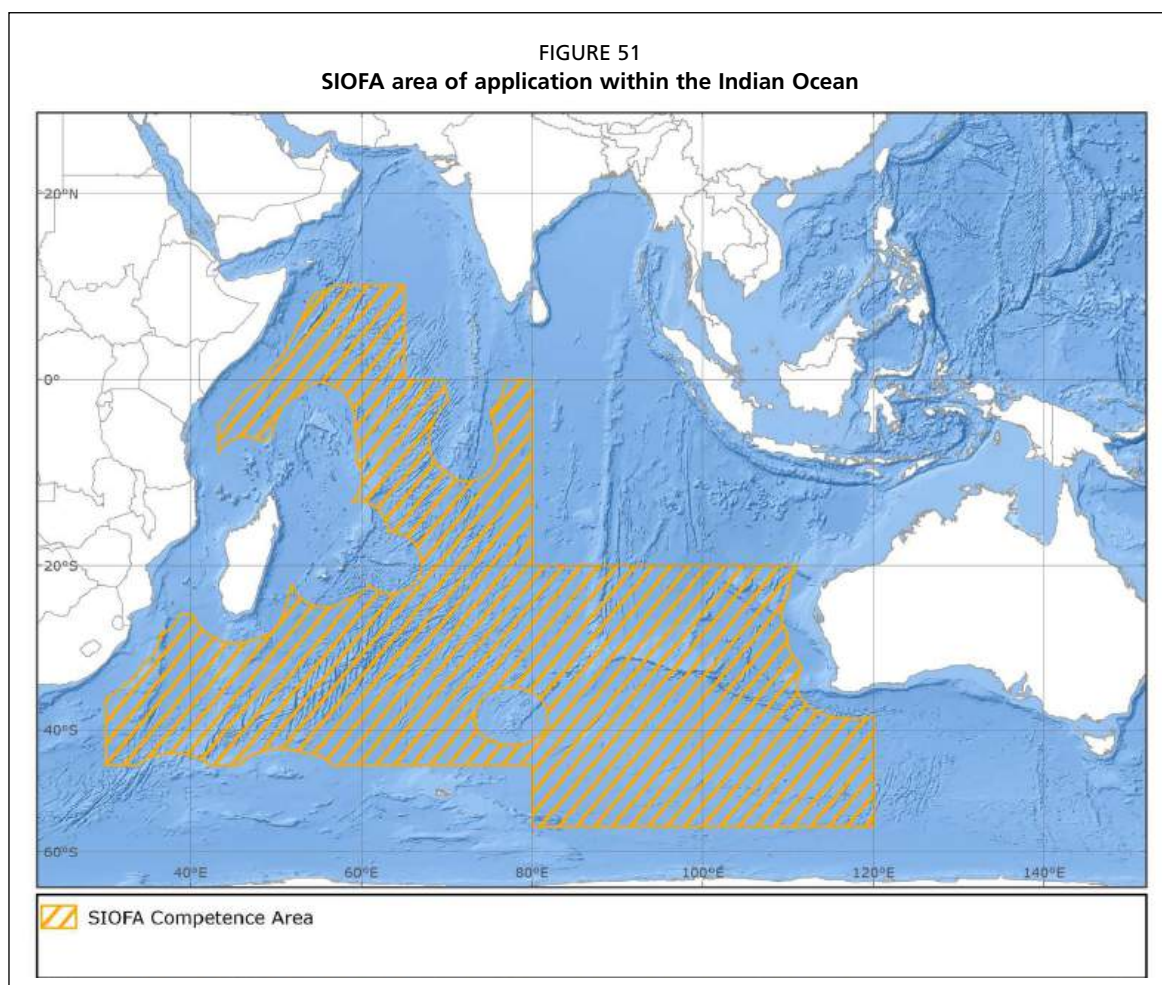 FIGURE 51
SIOFA area of application within the Indian Ocean
20°N
0°
20°S
40°S
60°S
40°E
60°E
80°E
100°E
120°E
140°E
SIOFA Competence Area